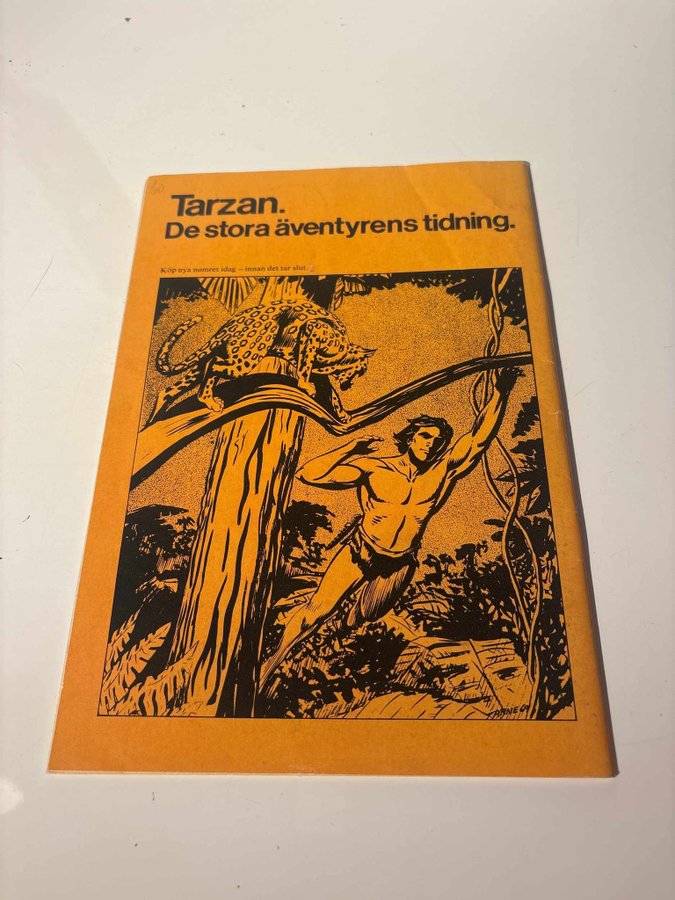 Tarzan.
De stora äventyrens tidning.
Köp nya numret idag – innan det tar slut.